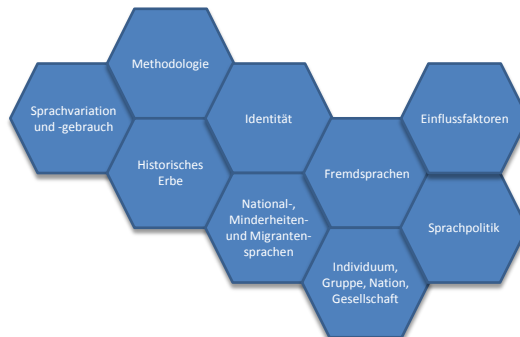 Methodologie
Sprachvariation
und -gebrauch
Identität
Einflussfaktoren
Historisches
Erbe
Fremdsprachen
National-,
Minderheiten-
und Migranten-
sprachen
Sprachpolitik
Individuum,
Gruppe, Nation,
Gesellschaft